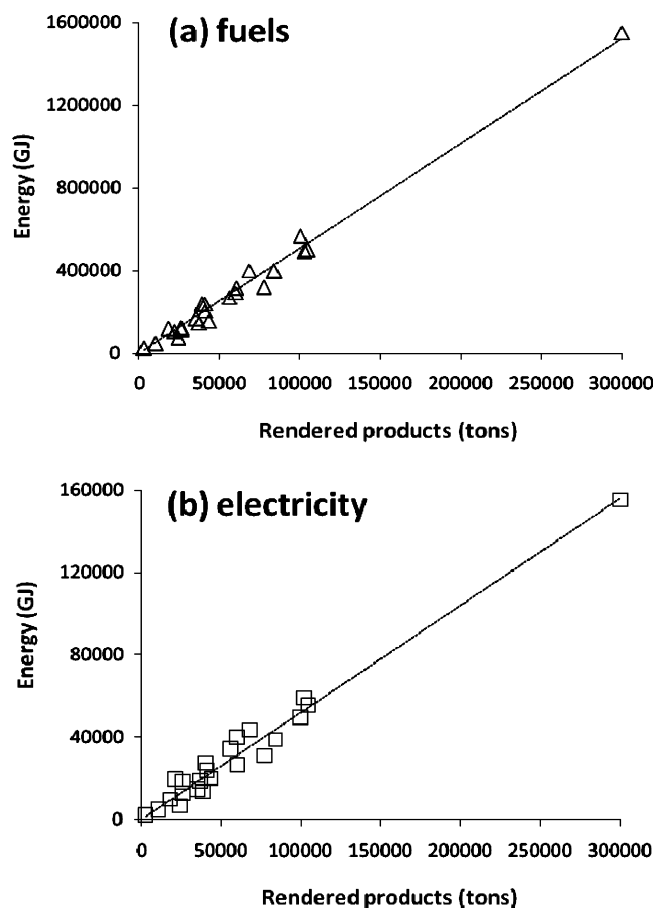 (a) fuels
1600000
1200000
800000
400000
0
Energy (GJ)
0 50000 100000 150000 200000 250000 300000
Rendered products (tons)
(b) electricity
160000
120000
80000
40000
0
Energy (GJ)
0 50000 100000 150000 200000 250000 300000
Rendered products (tons)